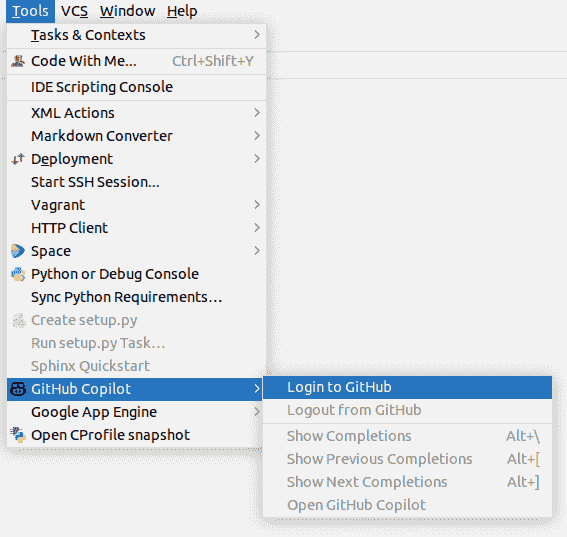 Tools VCS Window Help
Tasks & Contexts
Code With Me... Ctrl+Shift+Y
IDE Scripting Console
XML Actions
Markdown Converter
Deployment
Start SSH Session...
Vagrant
HTTP Client
Space
Python or Debug Console
Sync Python Requirements...
Create setup.py
Run setup.py Task...
Sphinx Quickstart
GitHub Copilot
Google App Engine
Open CProfile snapshot
Login to GitHub
Logout from GitHub
Show Completions Alt+\
Show Previous Completions Alt+[
Show Next Completions Alt+]
Open GitHub Copilot